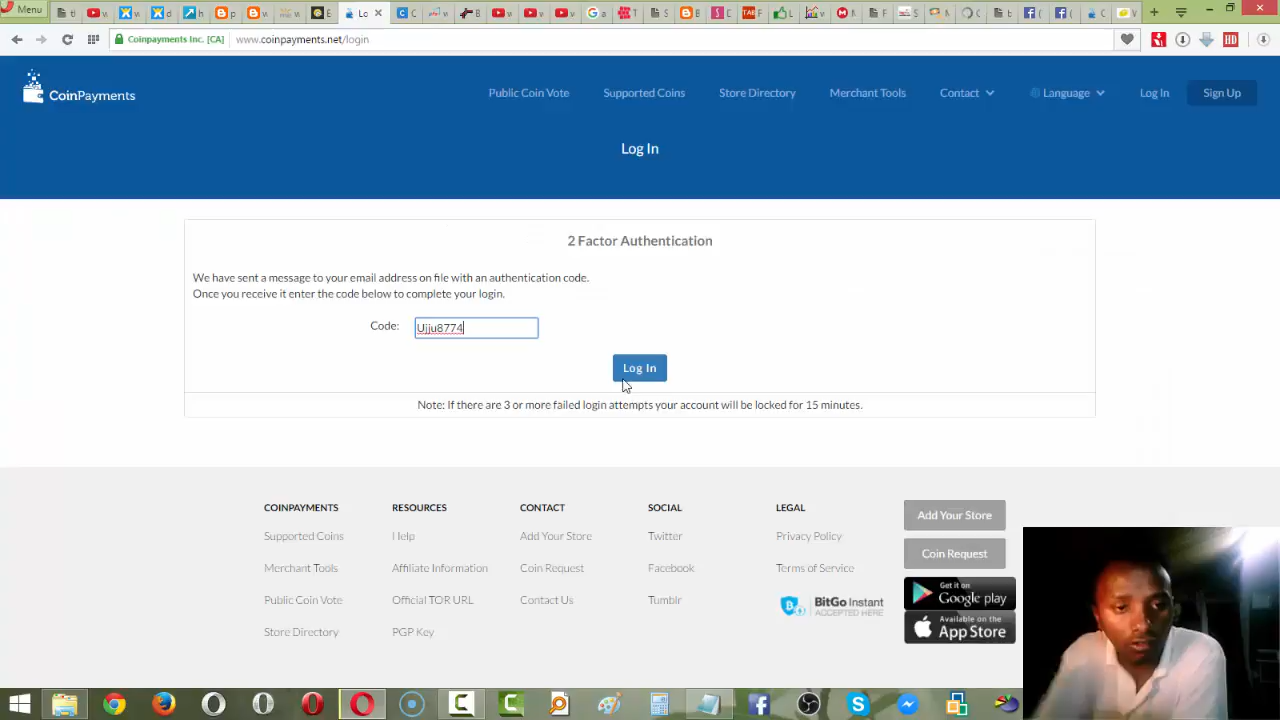 Menu
Coinpayments Inc. [CA]
www.coinpayments.net/login
HD
CoinPayments
Public Coin Vote
Supported Coins
Store Directory
Merchant Tools
Contact
Language
Log In
Sign Up
Log In
2 Factor Authentication
We have sent a message to your email address on file with an authentication code.
Once you receive it enter the code below to complete your login.
Code:
Ujju8774
Log In
Note: If there are 3 or more failed login attempts your account will be locked for 15 minutes.
COINPAYMENTS
Supported Coins
Merchant Tools
Public Coin Vote
Store Directory
RESOURCES
Help
Affiliate Information
Official TOR URL
PGP Key
CONTACT
Add Your Store
Coin Request
Contact Us
SOCIAL
Twitter
Facebook
Tumblr
LEGAL
Privacy Policy
Terms of Service
BitGo Instant
ACCEPTED HERE
Add Your Store
Coin Request
Get it on
Google play
Available on the
App Store